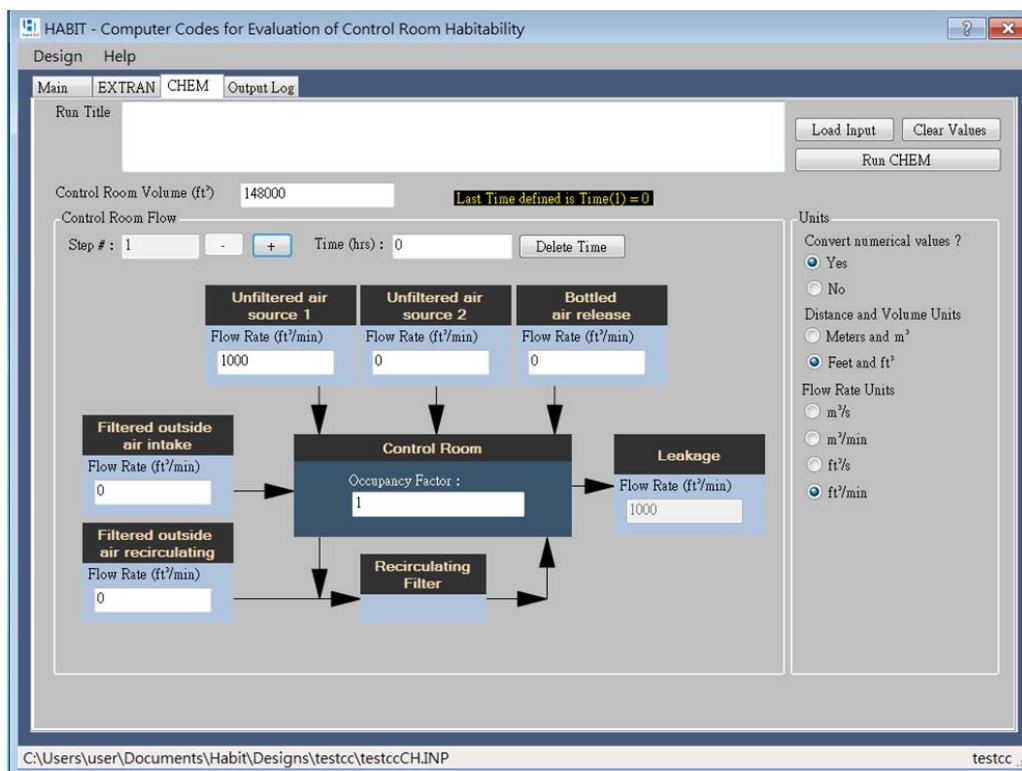 HABIT - Computer Codes for Evaluation of Control Room Habitability
Design Help
Main EXTRAN CHEM Output Log
Run Title
Load Input Clear Values
Run CHEM
Control Room Volume (ft³) 148000
Last Time defined is Time(1) = 0
Control Room Flow
Step # : 1 - + Time (hrs) : 0 Delete Time
Unfiltered air
source 1
Flow Rate (ft³/min)
1000
Unfiltered air
source 2
Flow Rate (ft³/min)
0
Bottled
air release
Flow Rate (ft³/min)
0
Filtered outside
air intake
Flow Rate (ft³/min)
0
Control Room
Occupancy Factor :
1
Leakage
Flow Rate (ft³/min)
1000
Filtered outside
air recirculating
Flow Rate (ft³/min)
0
Recirculating
Filter
Units
Convert numerical values ?
Yes
No
Distance and Volume Units
Meters and m³
Feet and ft³
Flow Rate Units
m³/s
m³/min
ft³/s
ft³/min
C:\Users\user\Documents\Habit\Designs\testcc\testccCH.INP testcc